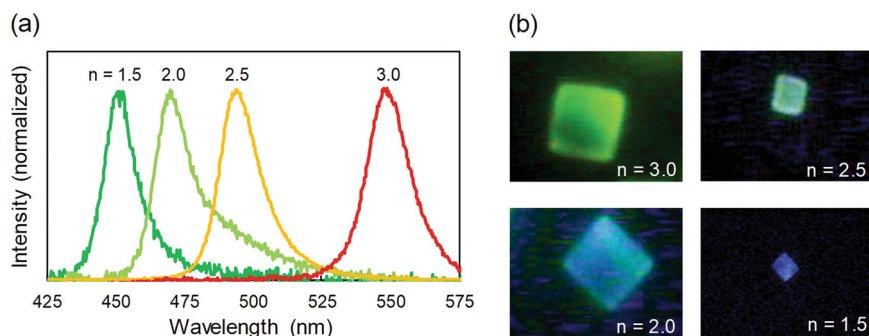 (a)
n = 1.5 2.0 2.5 3.0
Intensity (normalized)
425 450 475 500 525 550 575
Wavelength (nm)
(b)
n = 3.0
n = 2.5
n = 2.0
n = 1.5